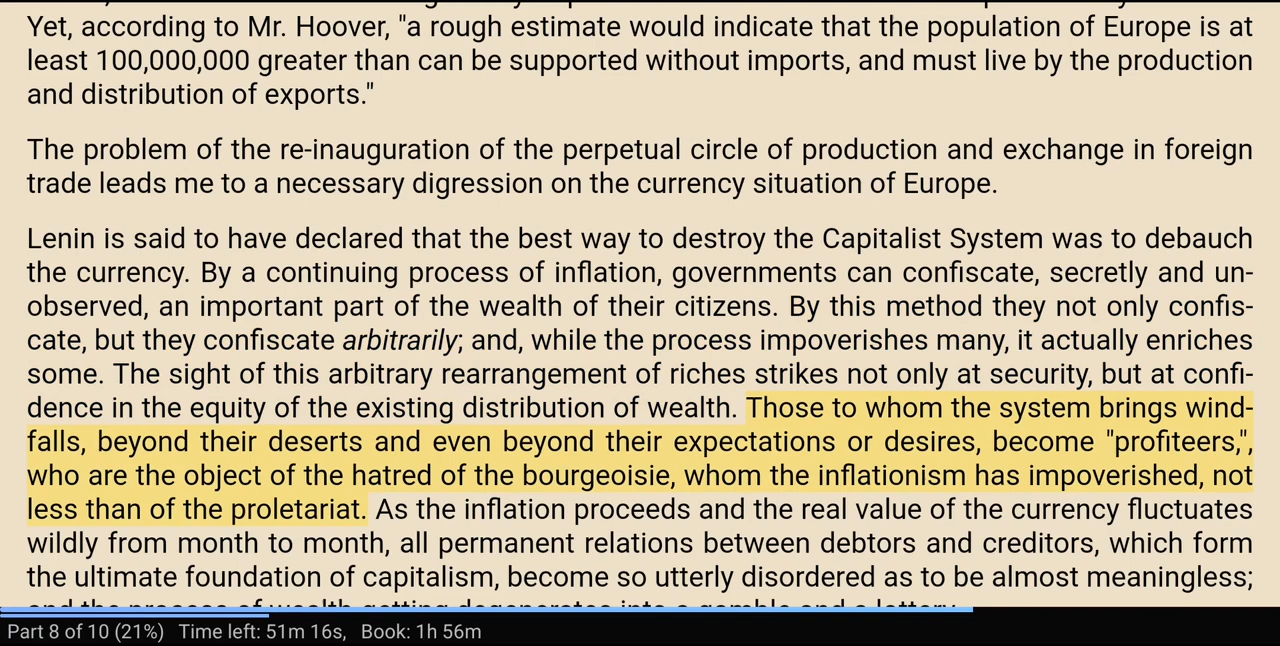 Yet, according to Mr. Hoover, "a rough estimate would indicate that the population of Europe is at
least 100,000,000 greater than can be supported without imports, and must live by the production
and distribution of exports."
The problem of the re-inauguration of the perpetual circle of production and exchange in foreign
trade leads me to a necessary digression on the currency situation of Europe.
Lenin is said to have declared that the best way to destroy the Capitalist System was to debauch
the currency. By a continuing process of inflation, governments can confiscate, secretly and un-
observed, an important part of the wealth of their citizens. By this method they not only confis-
cate, but they confiscate arbitrarily; and, while the process impoverishes many, it actually enriches
some. The sight of this arbitrary rearrangement of riches strikes not only at security, but at confi-
dence in the equity of the existing distribution of wealth. Those to whom the system brings wind-
falls, beyond their deserts and even beyond their expectations or desires, become "profiteers,",
who are the object of the hatred of the bourgeoisie, whom the inflationism has impoverished, not
less than of the proletariat. As the inflation proceeds and the real value of the currency fluctuates
wildly from month to month, all permanent relations between debtors and creditors, which form
the ultimate foundation of capitalism, become so utterly disordered as to be almost meaningless;
and the process of wealth getting degenerates into a gamble and a lottery.
Part 8 of 10 (21%) Time left: 51m 16s, Book: 1h 56m